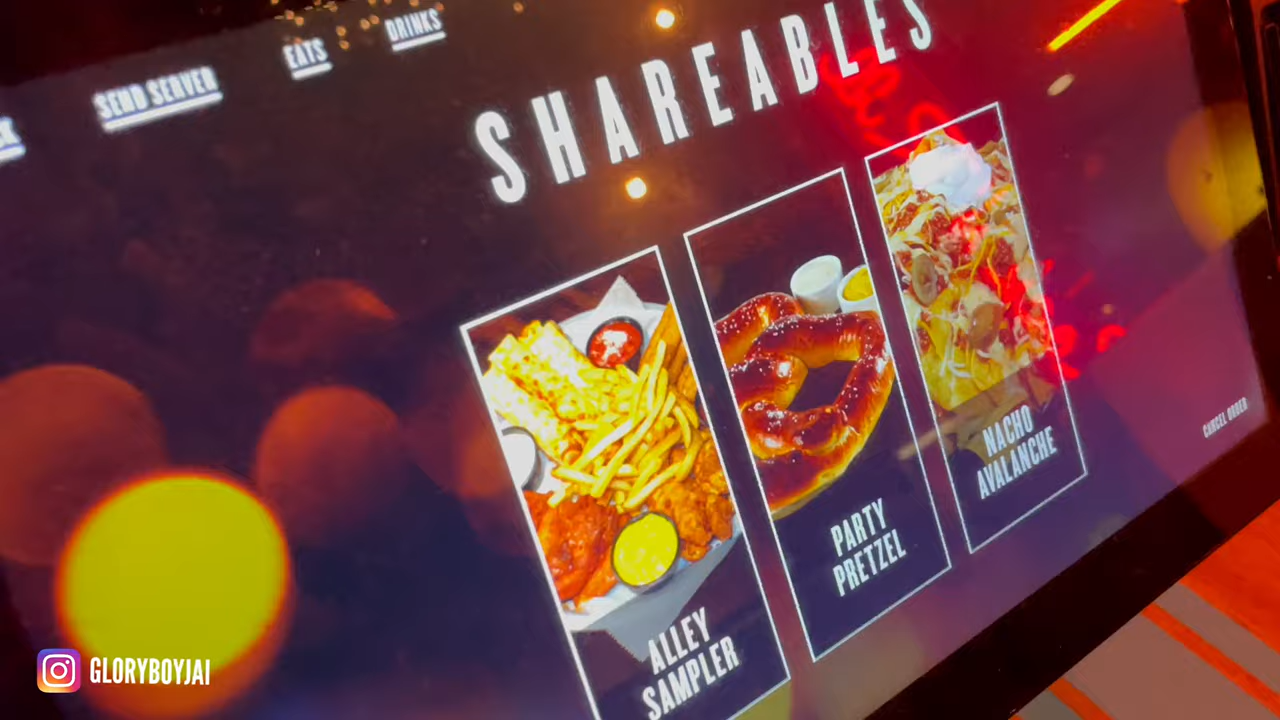 SEND SERVER
EATS
DRINKS
SHAREABLES
ALLEY
SAMPLER
PARTY
PRETZEL
NACHO
AVALANCHE
CANCEL ORDER
GLORYBOYJAI